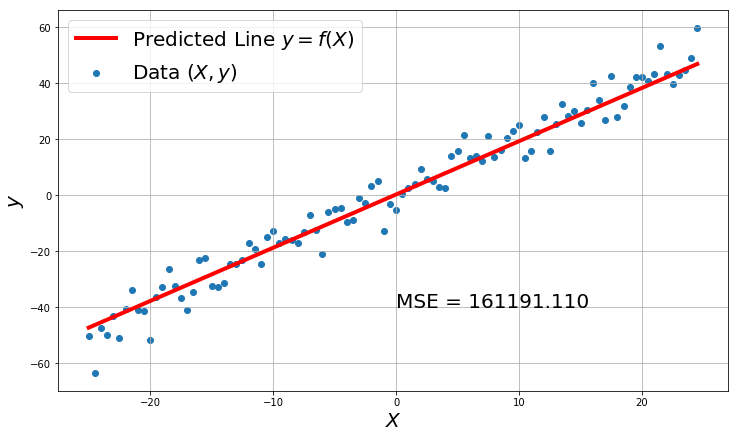 Predicted Line y = f(X)
Data (X, y)
60
40
20
0
−20
−40
−60
y
MSE = 161191.110
−20
−10
0
10
20
X